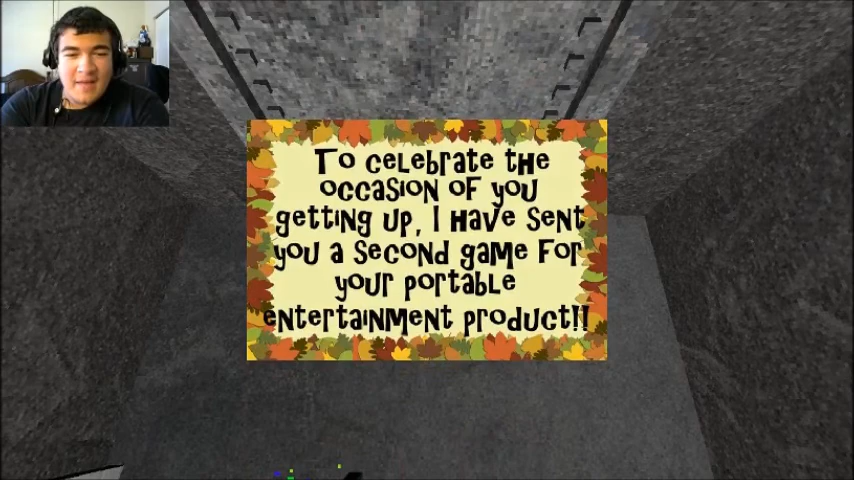 To celebrate the
occasion of you
getting up, I have sent
you a second game for
your portable
entertainment product!!